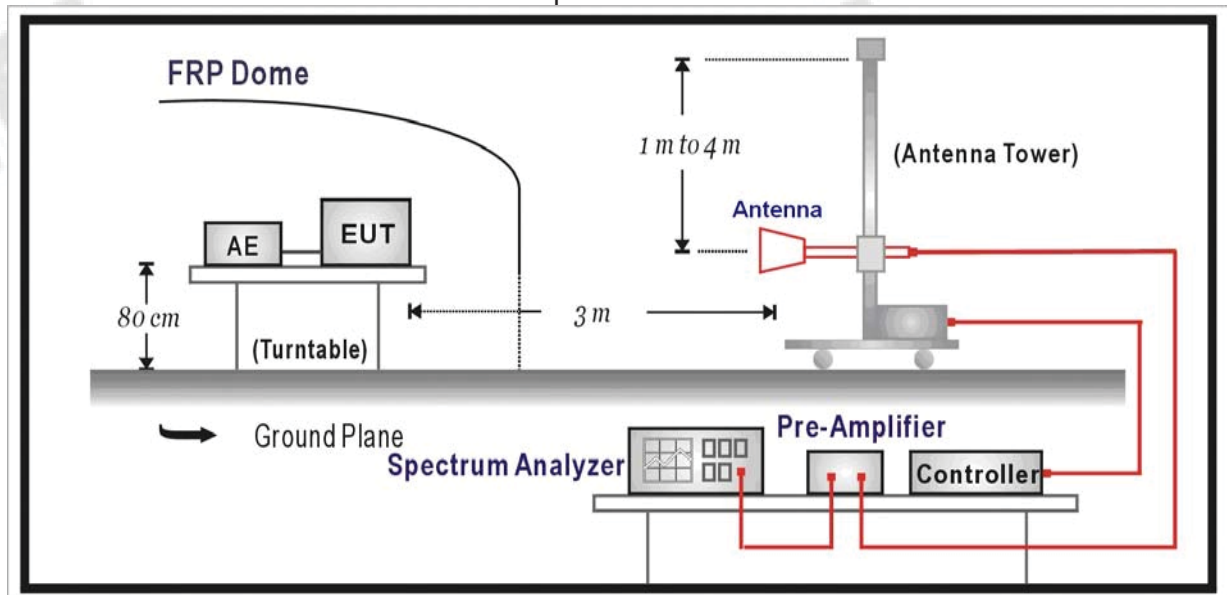 FRP Dome
1 m to 4 m
(Antenna Tower)
Antenna
AE
EUT
80 cm
3 m
(Turntable)
Ground Plane
Pre-Amplifier
Spectrum Analyzer
Controller